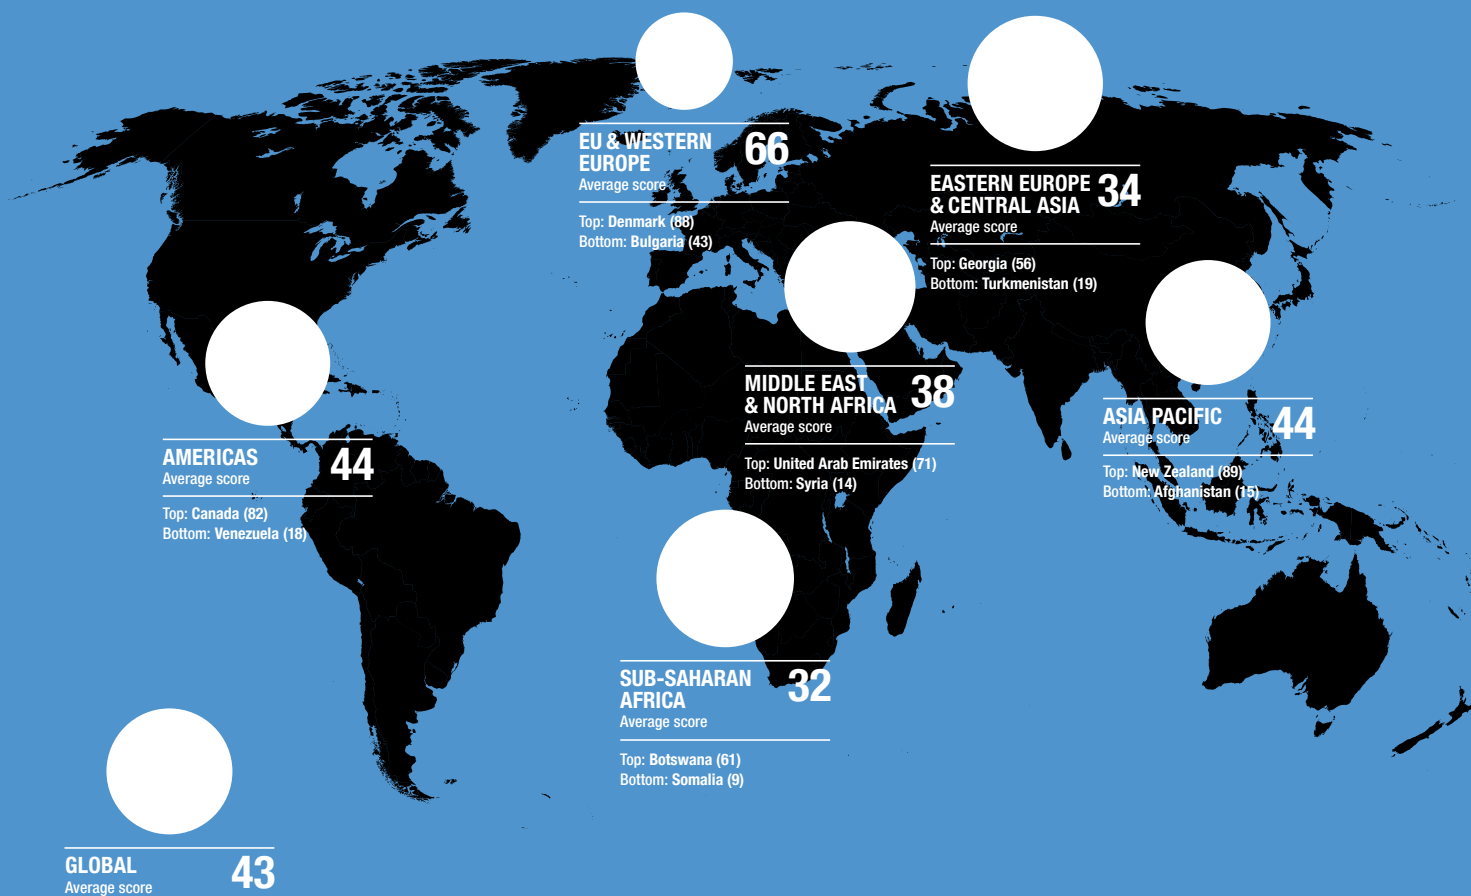 EU & WESTERN
EUROPE
66
Average score
Top: Denmark (88)
Bottom: Bulgaria (43)
EASTERN EUROPE
& CENTRAL ASIA
34
Average score
Top: Georgia (56)
Bottom: Turkmenistan (19)
MIDDLE EAST
& NORTH AFRICA
38
Average score
Top: United Arab Emirates (71)
Bottom: Syria (14)
ASIA PACIFIC
44
Average score
Top: New Zealand (89)
Bottom: Afghanistan (15)
AMERICAS
44
Average score
Top: Canada (82)
Bottom: Venezuela (18)
SUB-SAHARAN
AFRICA
32
Average score
Top: Botswana (61)
Bottom: Somalia (9)
GLOBAL
43
Average score